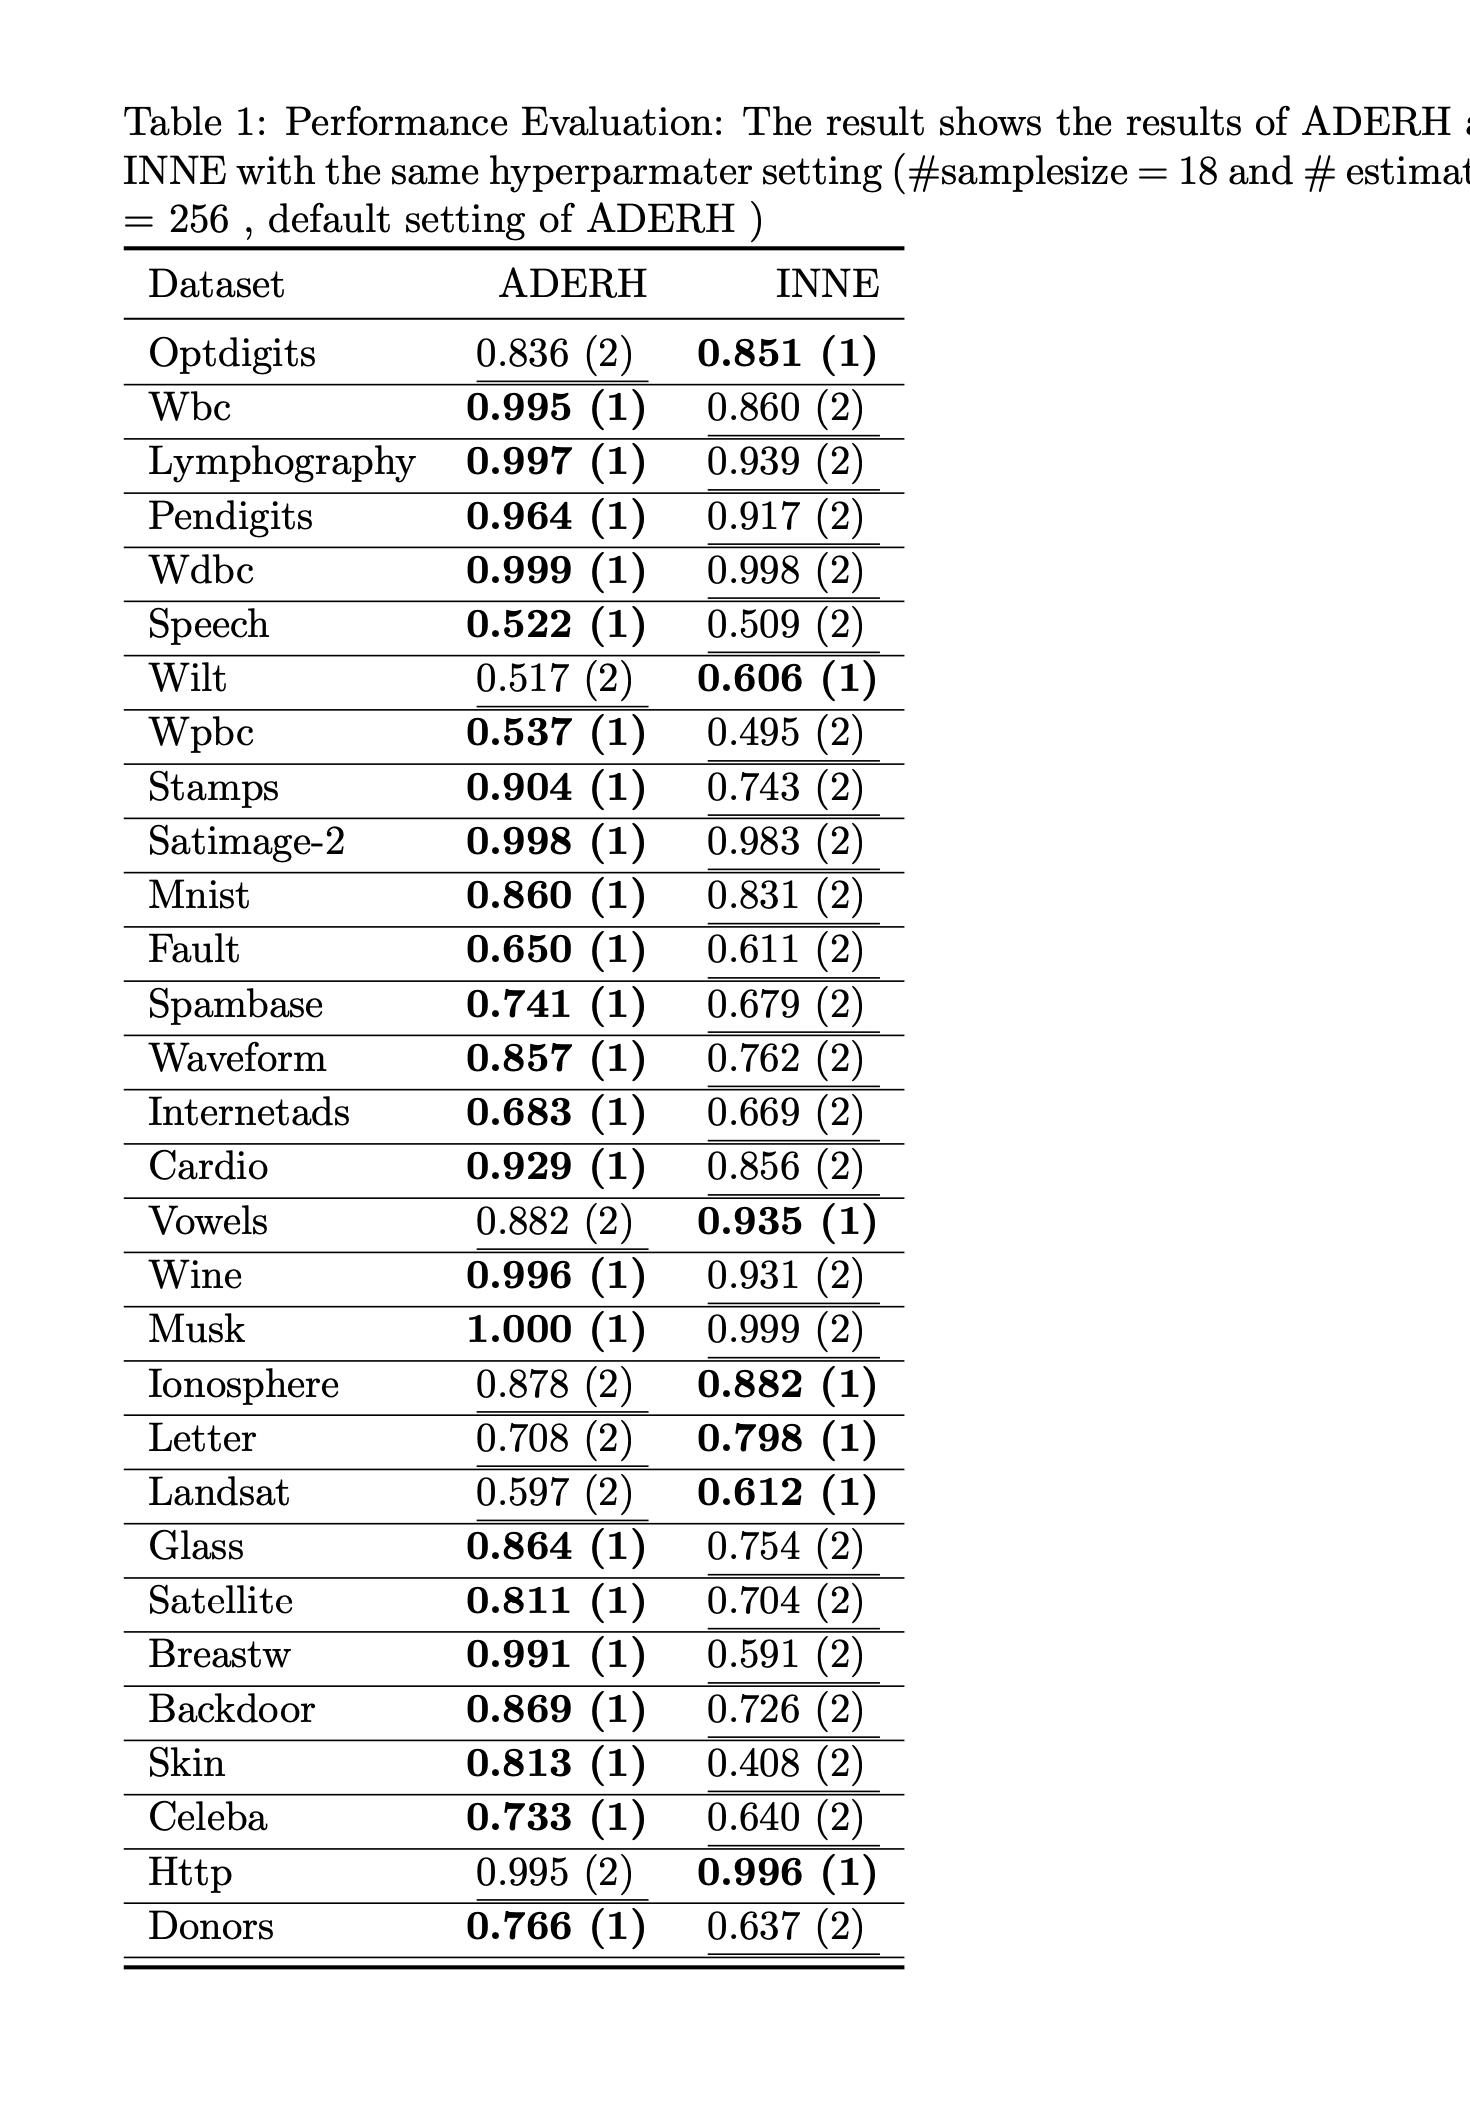 Table 1: Performance Evaluation: The result shows the results of ADERH
INNE with the same hyperparmater setting (#samplesize = 18 and #
= 256 , default setting of ADERH )
Dataset ADERH INNE
Optdigits 0.836 (2) 0.851 (1)
Wbc 0.995 (1) 0.860 (2)
Lymphography 0.997 (1) 0.939 (2)
Pendigits 0.964 (1) 0.917 (2)
Wdbc 0.999 (1) 0.998 (2)
Speech 0.522 (1) 0.509 (2)
Wilt 0.517 (2) 0.606 (1)
Wpbc 0.537 (1) 0.495 (2)
Stamps 0.904 (1) 0.743 (2)
Satimage-2 0.998 (1) 0.983 (2)
Mnist 0.860 (1) 0.831 (2)
Fault 0.650 (1) 0.611 (2)
Spambase 0.741 (1) 0.679 (2)
Waveform 0.857 (1) 0.762 (2)
Internetads 0.683 (1) 0.669 (2)
Cardio 0.929 (1) 0.856 (2)
Vowels 0.882 (2) 0.935 (1)
Wine 0.996 (1) 0.931 (2)
Musk 1.000 (1) 0.999 (2)
Ionosphere 0.878 (2) 0.882 (1)
Letter 0.708 (2) 0.798 (1)
Landsat 0.597 (2) 0.612 (1)
Glass 0.864 (1) 0.754 (2)
Satellite 0.811 (1) 0.704 (2)
Breastw 0.991 (1) 0.591 (2)
Backdoor 0.869 (1) 0.726 (2)
Skin 0.813 (1) 0.408 (2)
Celeba 0.733 (1) 0.640 (2)
Http 0.995 (2) 0.996 (1)
Donors 0.766 (1) 0.637 (2)